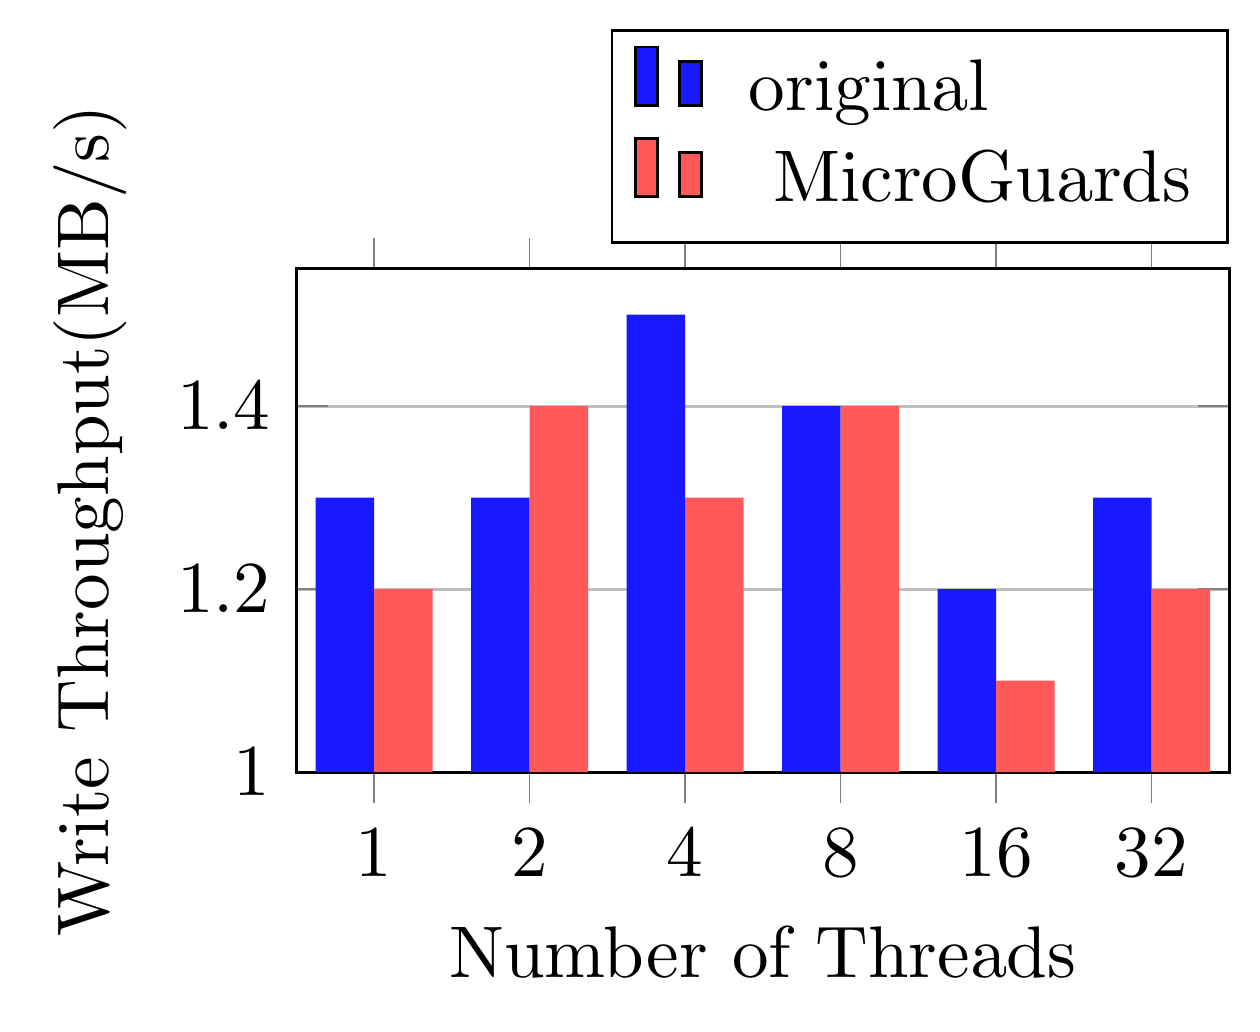 original
MicroGuards
Write Throughput(MB/s)
1.4
1.2
1
1 2 4 8 16 32
Number of Threads